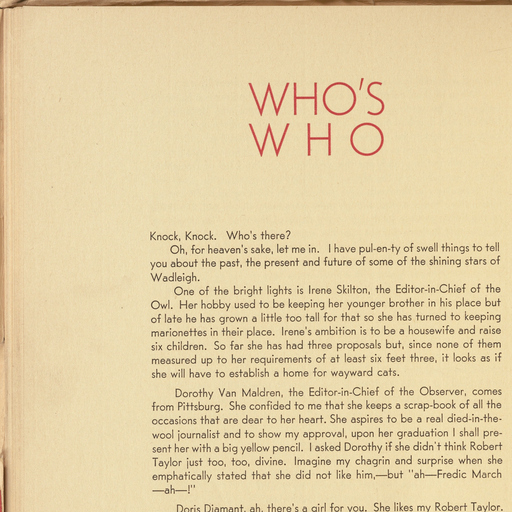 WHO'S
WHO
Knock, Knock. Who's there?
Oh, for heaven's sake, let me in. I have pul-en-ty of swell things to tell
you about the past, the present and future of some of the shining stars of
Wadleigh.
One of the bright lights is Irene Skilton, the Editor-in-Chief of the
Owl. Her hobby used to be keeping her younger brother in his place but
of late he has grown a little too tall for that so she has turned to keeping
marionettes in their place. Irene's ambition is to be a housewife and raise
six children. So far she has had three proposals but, since none of them
measured up to her requirements of at least six feet three, it looks as if
she will have to establish a home for wayward cats.
Dorothy Van Maldren, the Editor-in-Chief of the Observer, comes
from Pittsburg. She confided to me that she keeps a scrap-book of all the
occasions that are dear to her heart. She aspires to be a real died-in-the-
wool journalist and to show my approval, upon her graduation I shall pre-
sent her with a big yellow pencil. I asked Dorothy if she didn't think Robert
Taylor just too, too, divine. Imagine my chagrin and surprise when she
emphatically stated that she did not like him,—but "ah—Fredic March
—ah—!"
Doris Diamant, ah, there's a girl for you. She likes my Robert Taylor.